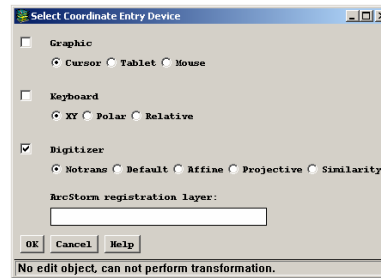 Select Coordinate Entry Device
Graphic
Cursor Tablet Mouse
Keyboard
XY Polar Relative
Digitizer
Notrans Default Affine Projective Similarity
ArcStorm registration layer:
OK Cancel Help
No edit object, can not perform transformation.